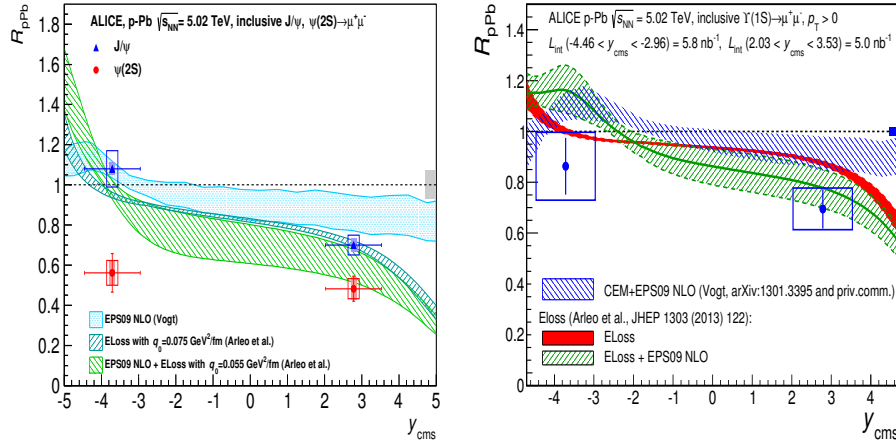 R_pPb
ALICE, p-Pb √s_NN = 5.02 TeV, inclusive J/ψ, ψ(2S)→μ⁺μ⁻
J/ψ
ψ(2S)
EPS09 NLO (Vogt)
ELoss with q₀=0.075 GeV²/fm (Arleo et al.)
EPS09 NLO + ELoss with q₀=0.055 GeV²/fm (Arleo et al.)
1.8
1.6
1.4
1.2
1
0.8
0.6
0.4
0.2
0
-5 -4 -3 -2 -1 0 1 2 3 4 5
y_cms
R_pPb
ALICE p-Pb √s_NN = 5.02 TeV, inclusive ϒ(1S)→μ⁺μ⁻, p_T > 0
L_int (-4.46 < y_cms < -2.96) = 5.8 nb⁻¹, L_int (2.03 < y_cms < 3.53) = 5.0 nb⁻¹
CEM+EPS09 NLO (Vogt, arXiv:1301.3395 and priv.comm.)
Eloss (Arleo et al., JHEP 1303 (2013) 122):
ELoss
ELoss + EPS09 NLO
1.4
1.2
1
0.8
0.6
0.4
0.2
0
-4 -2 0 2 4
y_cms